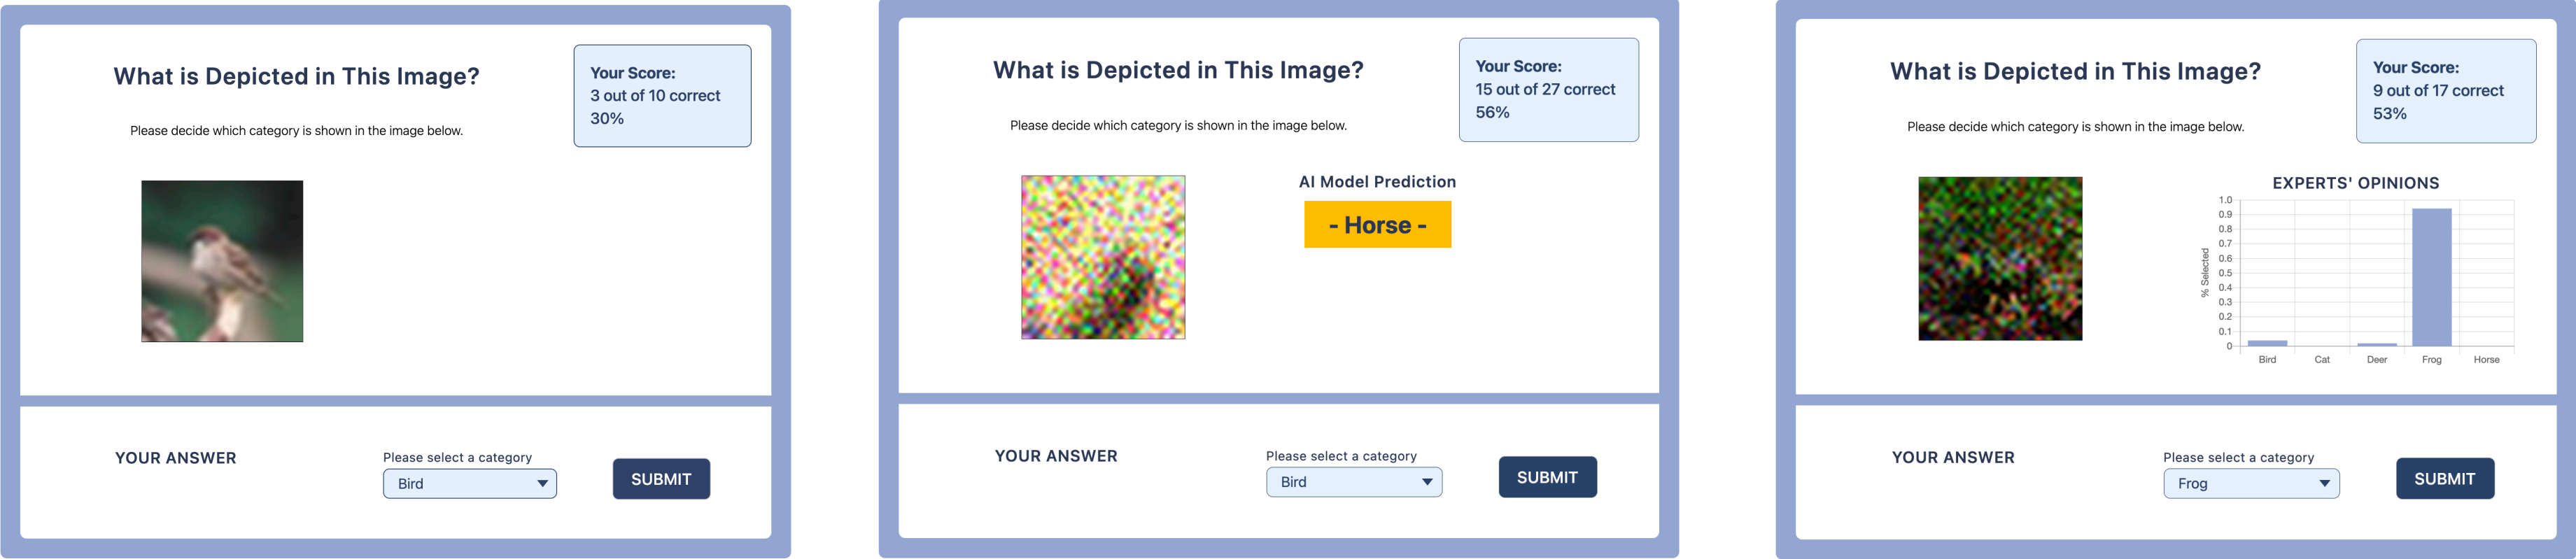 What is Depicted in This Image?
Your Score:
3 out of 10 correct
30%
Please decide which category is shown in the image below.
YOUR ANSWER
Please select a category
Bird
SUBMIT
What is Depicted in This Image?
Your Score:
15 out of 27 correct
56%
Please decide which category is shown in the image below.
AI Model Prediction
- Horse -
YOUR ANSWER
Please select a category
Bird
SUBMIT
What is Depicted in This Image?
Your Score:
9 out of 17 correct
53%
Please decide which category is shown in the image below.
EXPERTS' OPINIONS
% Selected
1.0
0.9
0.8
0.7
0.6
0.5
0.4
0.3
0.2
0.1
0
Bird Cat Deer Frog Horse
YOUR ANSWER
Please select a category
Frog
SUBMIT